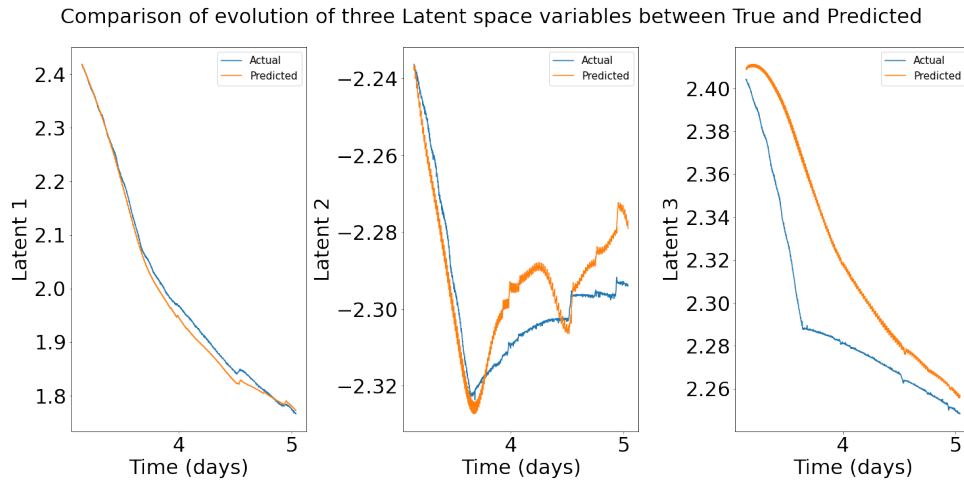 Comparison of evolution of three Latent space variables between True and Predicted
Latent 1
2.4
2.3
2.2
2.1
2.0
1.9
1.8
4
5
Time (days)
Actual
Predicted
Latent 2
−2.24
−2.26
−2.28
−2.30
−2.32
4
5
Time (days)
Actual
Predicted
Latent 3
2.40
2.38
2.36
2.34
2.32
2.30
2.28
2.26
4
5
Time (days)
Actual
Predicted